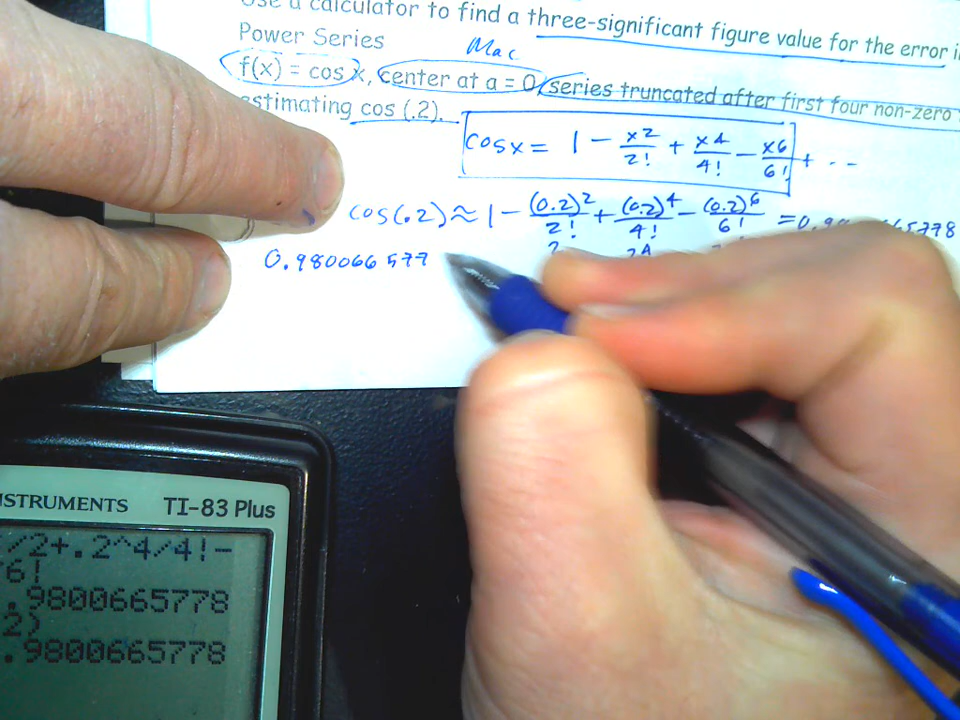 Use a calculator to find a three-significant figure value for the error
Power Series
Mac
f(x) = cos x, center at a = 0, series truncated after first four non-zero
estimating cos (.2).
cosx = 1 - x2/2! + x4/4! - x6/6! + - -
cos(.2) ≈ 1 - (0.2)^2/2! + (0.2)^4/4! - (0.2)^6/6! =
0.980066577
STRUMENTS TI-83 Plus
/2+.2^4/4!-
6!
.9800665778
2)
.9800665778